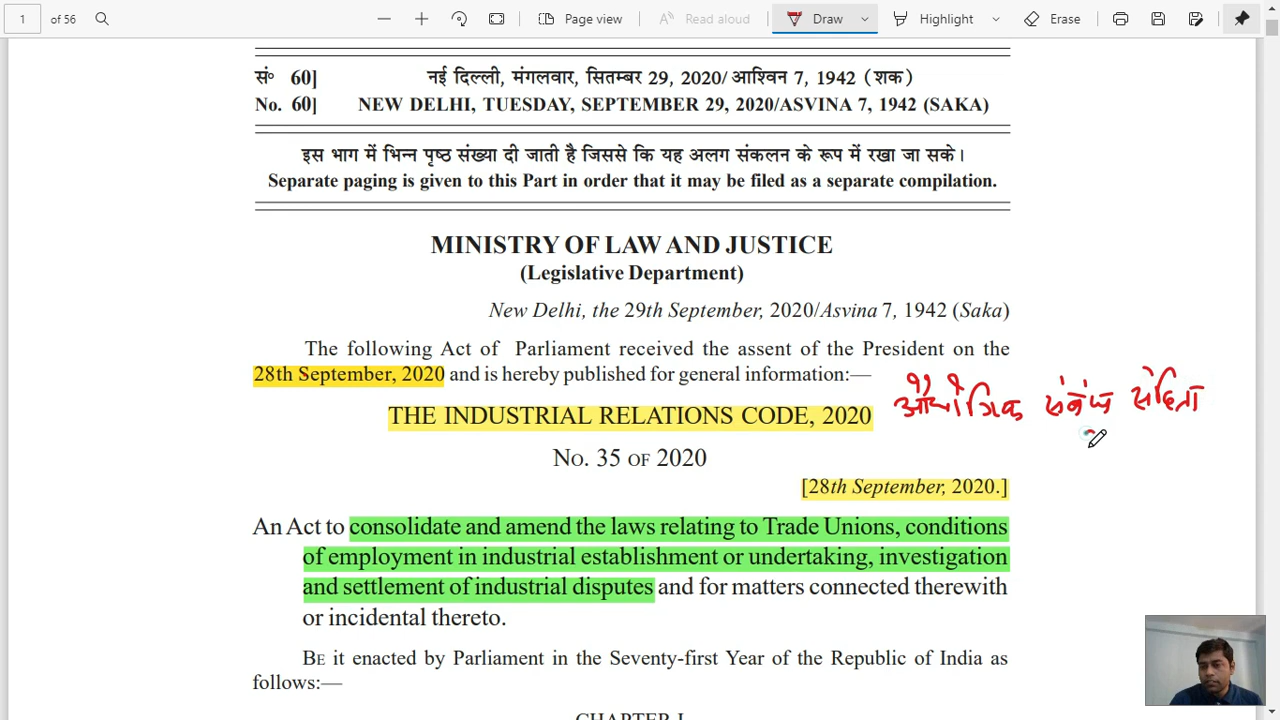 1 of 56 Page view Read aloud Draw Highlight Erase
सं० 60] नई दिल्ली, मंगलवार, सितम्बर 29, 2020/ आश्विन 7, 1942 (शक)
No. 60] NEW DELHI, TUESDAY, SEPTEMBER 29, 2020/ASVINA 7, 1942 (SAKA)
इस भाग में भिन्न पृष्ठ संख्या दी जाती है जिससे कि यह अलग संकलन के रूप में रखा जा सके।
Separate paging is given to this Part in order that it may be filed as a separate compilation.
MINISTRY OF LAW AND JUSTICE
(Legislative Department)
New Delhi, the 29th September, 2020/Asvina 7, 1942 (Saka)
The following Act of Parliament received the assent of the President on the
28th September, 2020 and is hereby published for general information:—
THE INDUSTRIAL RELATIONS CODE, 2020 औद्योगिक संबंध संहिता
NO. 35 OF 2020
[28th September, 2020.]
An Act to consolidate and amend the laws relating to Trade Unions, conditions
of employment in industrial establishment or undertaking, investigation
and settlement of industrial disputes and for matters connected therewith
or incidental thereto.
BE it enacted by Parliament in the Seventy-first Year of the Republic of India as
follows:—
CHAPTER I